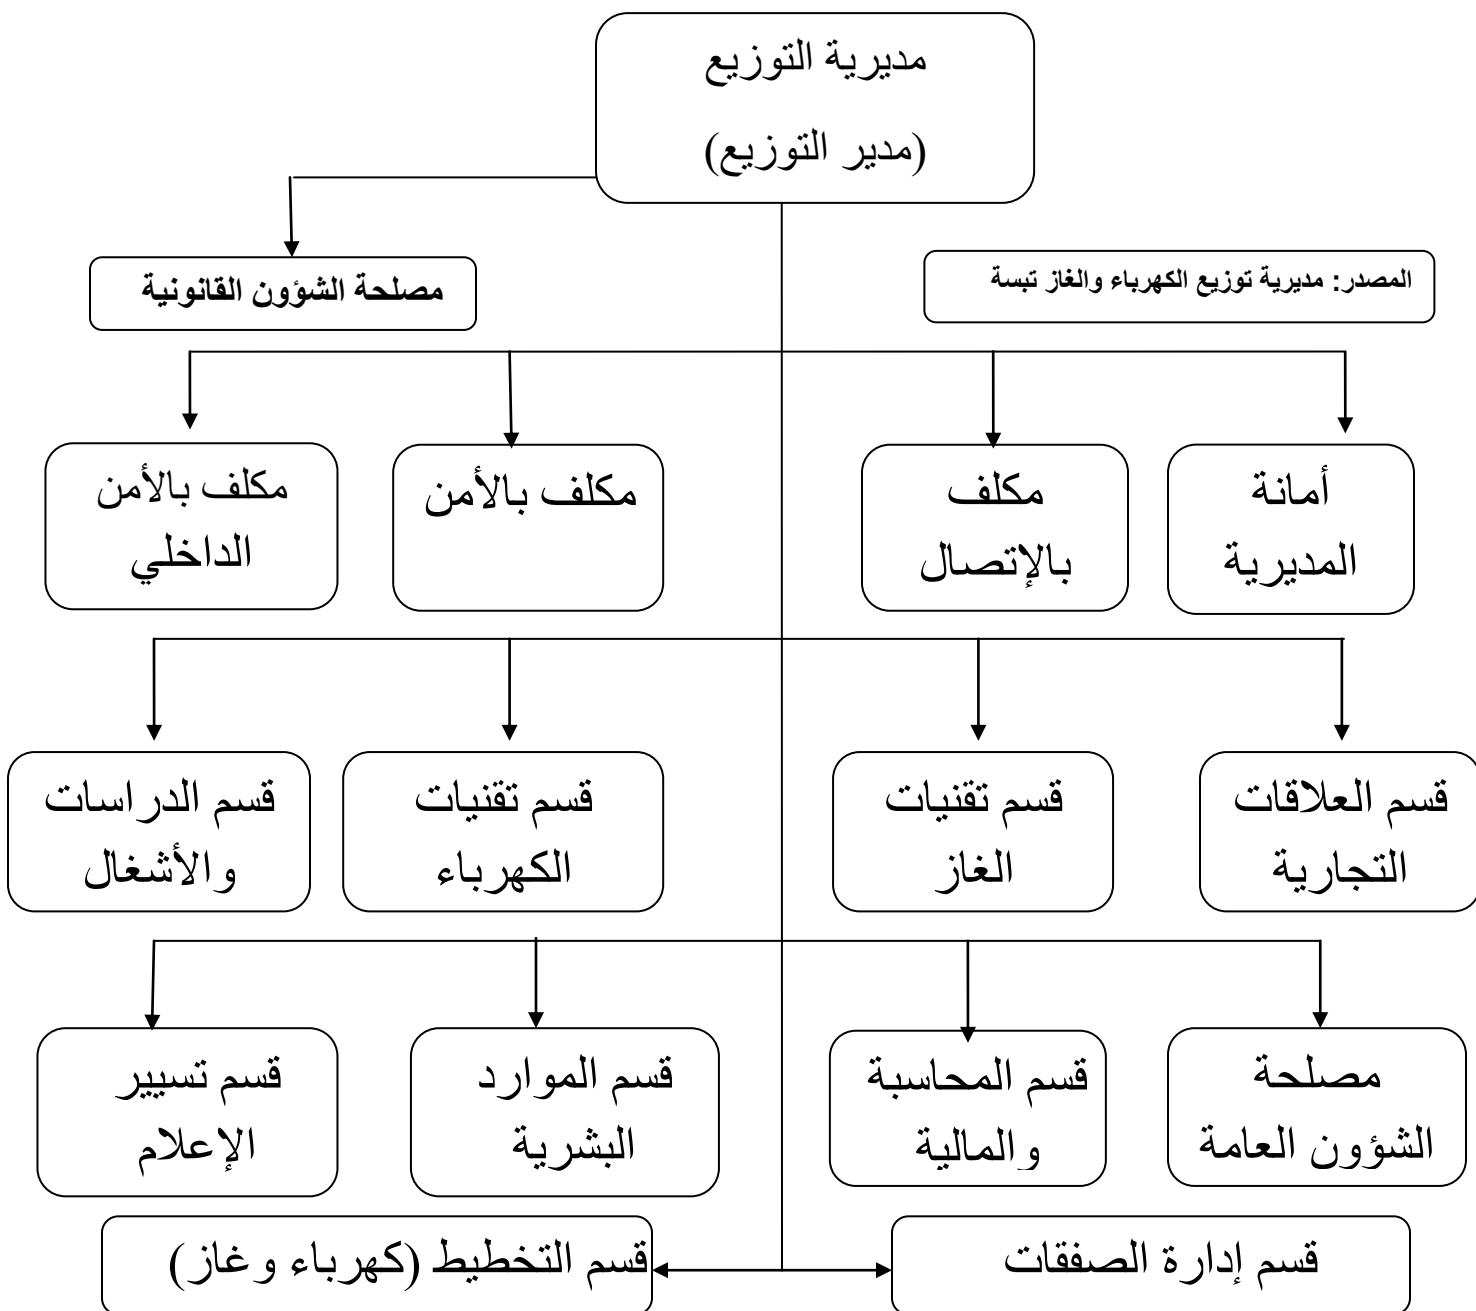 مديرية التوزيع
(مدير التوزيع)
المصدر: مديرية توزيع الكهرباء والغاز تبسة
مصلحة الشؤون القانونية
أمانة
المديرية
مكلف
بالإتصال
مكلف بالأمن
مكلف بالأمن
الداخلي
قسم العلاقات
التجارية
قسم تقنيات
الغاز
قسم تقنيات
الكهرباء
قسم الدراسات
والأشغال
مصلحة
الشؤون العامة
قسم المحاسبة
والمالية
قسم الموارد
البشرية
قسم تسيير
الإعلام
قسم إدارة الصفقات
قسم التخطيط (كهرباء وغاز)